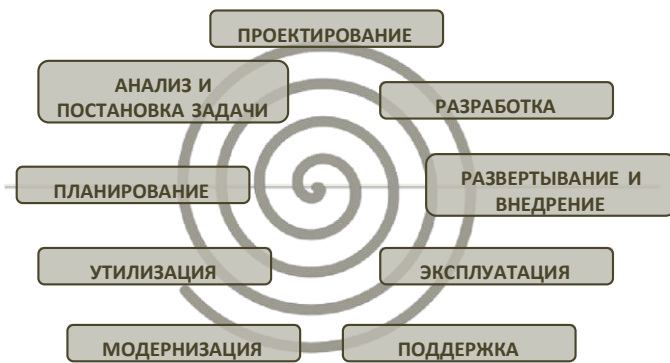 ПРОЕКТИРОВАНИЕ
АНАЛИЗ И
ПОСТАНОВКА ЗАДАЧИ
РАЗРАБОТКА
ПЛАНИРОВАНИЕ
РАЗВЕРТЫВАНИЕ И
ВНЕДРЕНИЕ
УТИЛИЗАЦИЯ
ЭКСПЛУАТАЦИЯ
МОДЕРНИЗАЦИЯ
ПОДДЕРЖКА